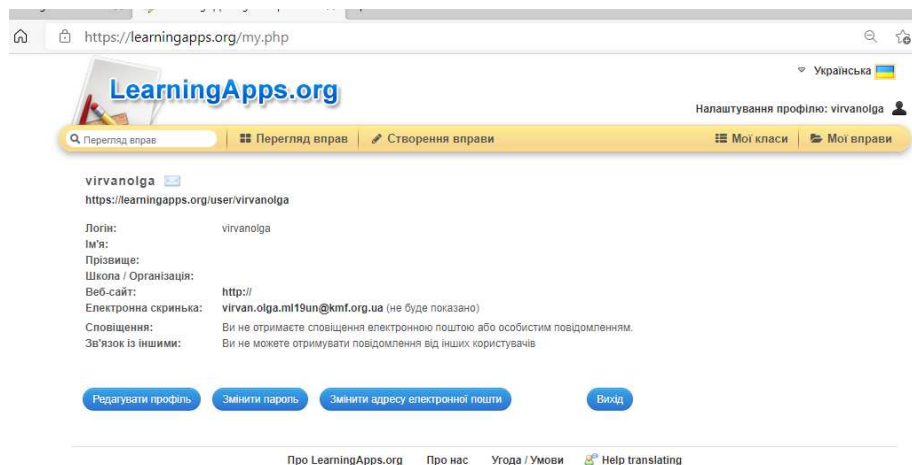 https://learningapps.org/my.php
Українська
LearningApps.org
Налаштування профілю: virvanolga
Перегляд вправ
Перегляд вправ
Створення вправи
Мої класи
Мої вправи
virvanolga
https://learningapps.org/user/virvanolga
Логін: virvanolga
Ім'я:
Прізвище:
Школа / Організація:
Веб-сайт: http://
Електронна скринька: virvan.olga.ml19un@kmf.org.ua (не буде показано)
Сповіщення: Ви не отримаєте сповіщення електронною поштою або особистим повідомленням.
Зв'язок із іншими: Ви не можете отримувати повідомлення від інших користувачів
Редагувати профіль Змінити пароль Змінити адресу електронної пошти Вихід
Про LearningApps.org Про нас Угода / Умови Help translating